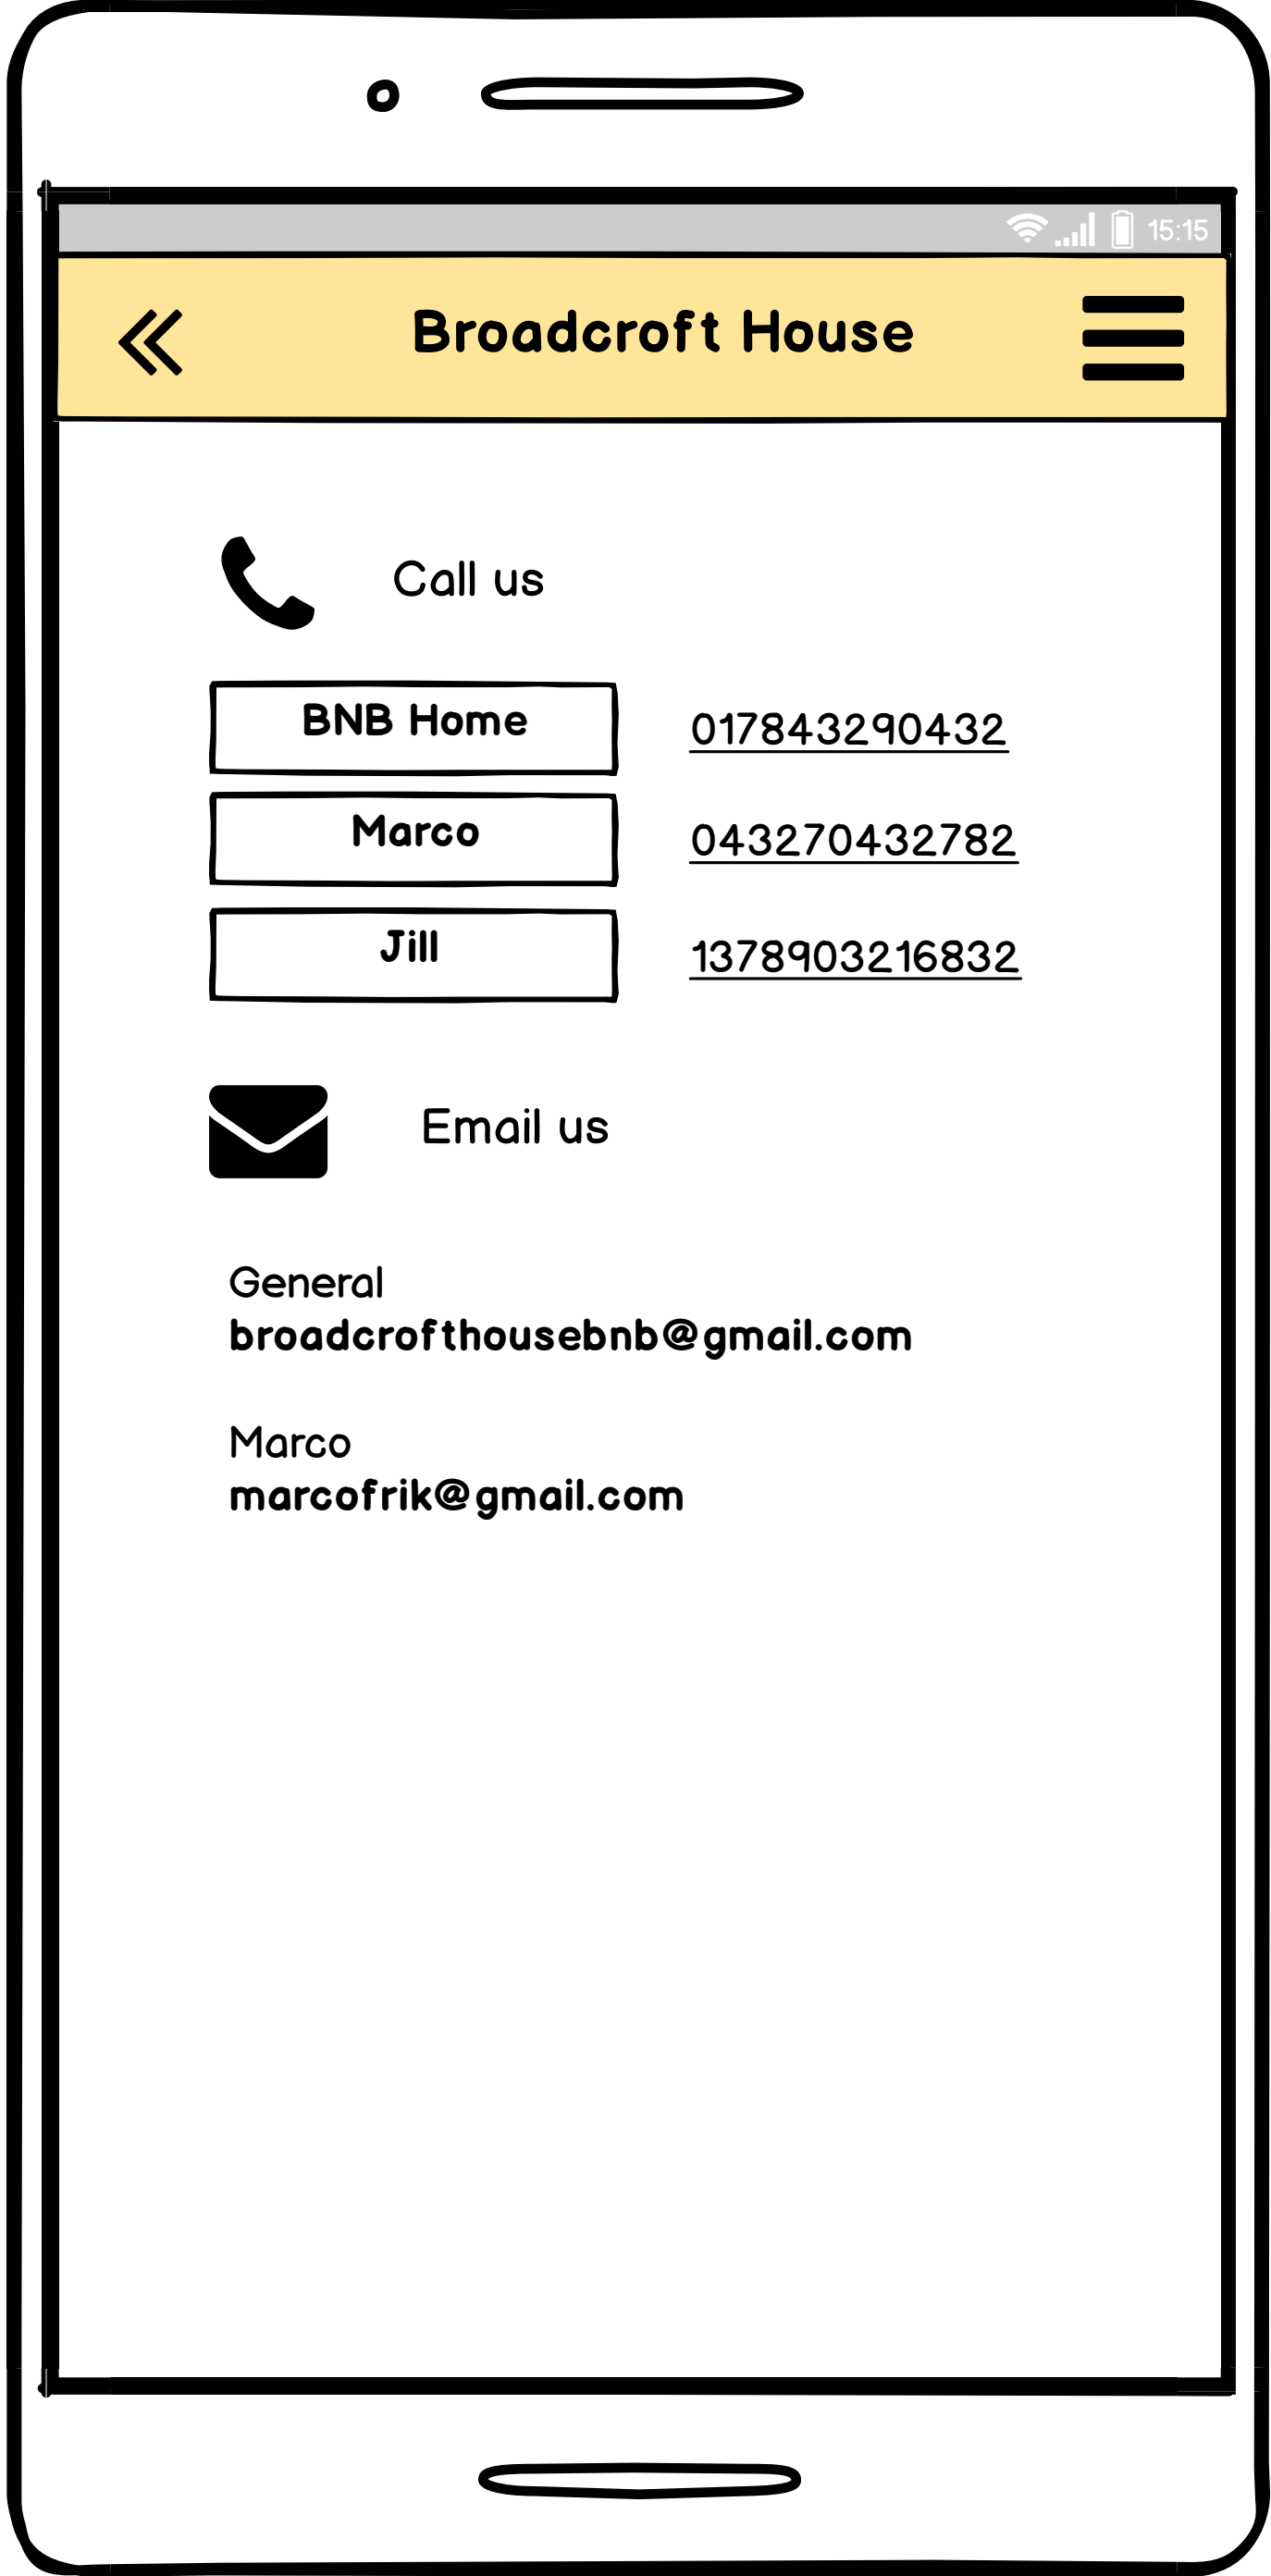 15:15
Broadcroft House
Call us
BNB Home 017843290432
Marco 043270432782
Jill 1378903216832
Email us
General
broadcrofthousebnb@gmail.com
Marco
marcofrik@gmail.com